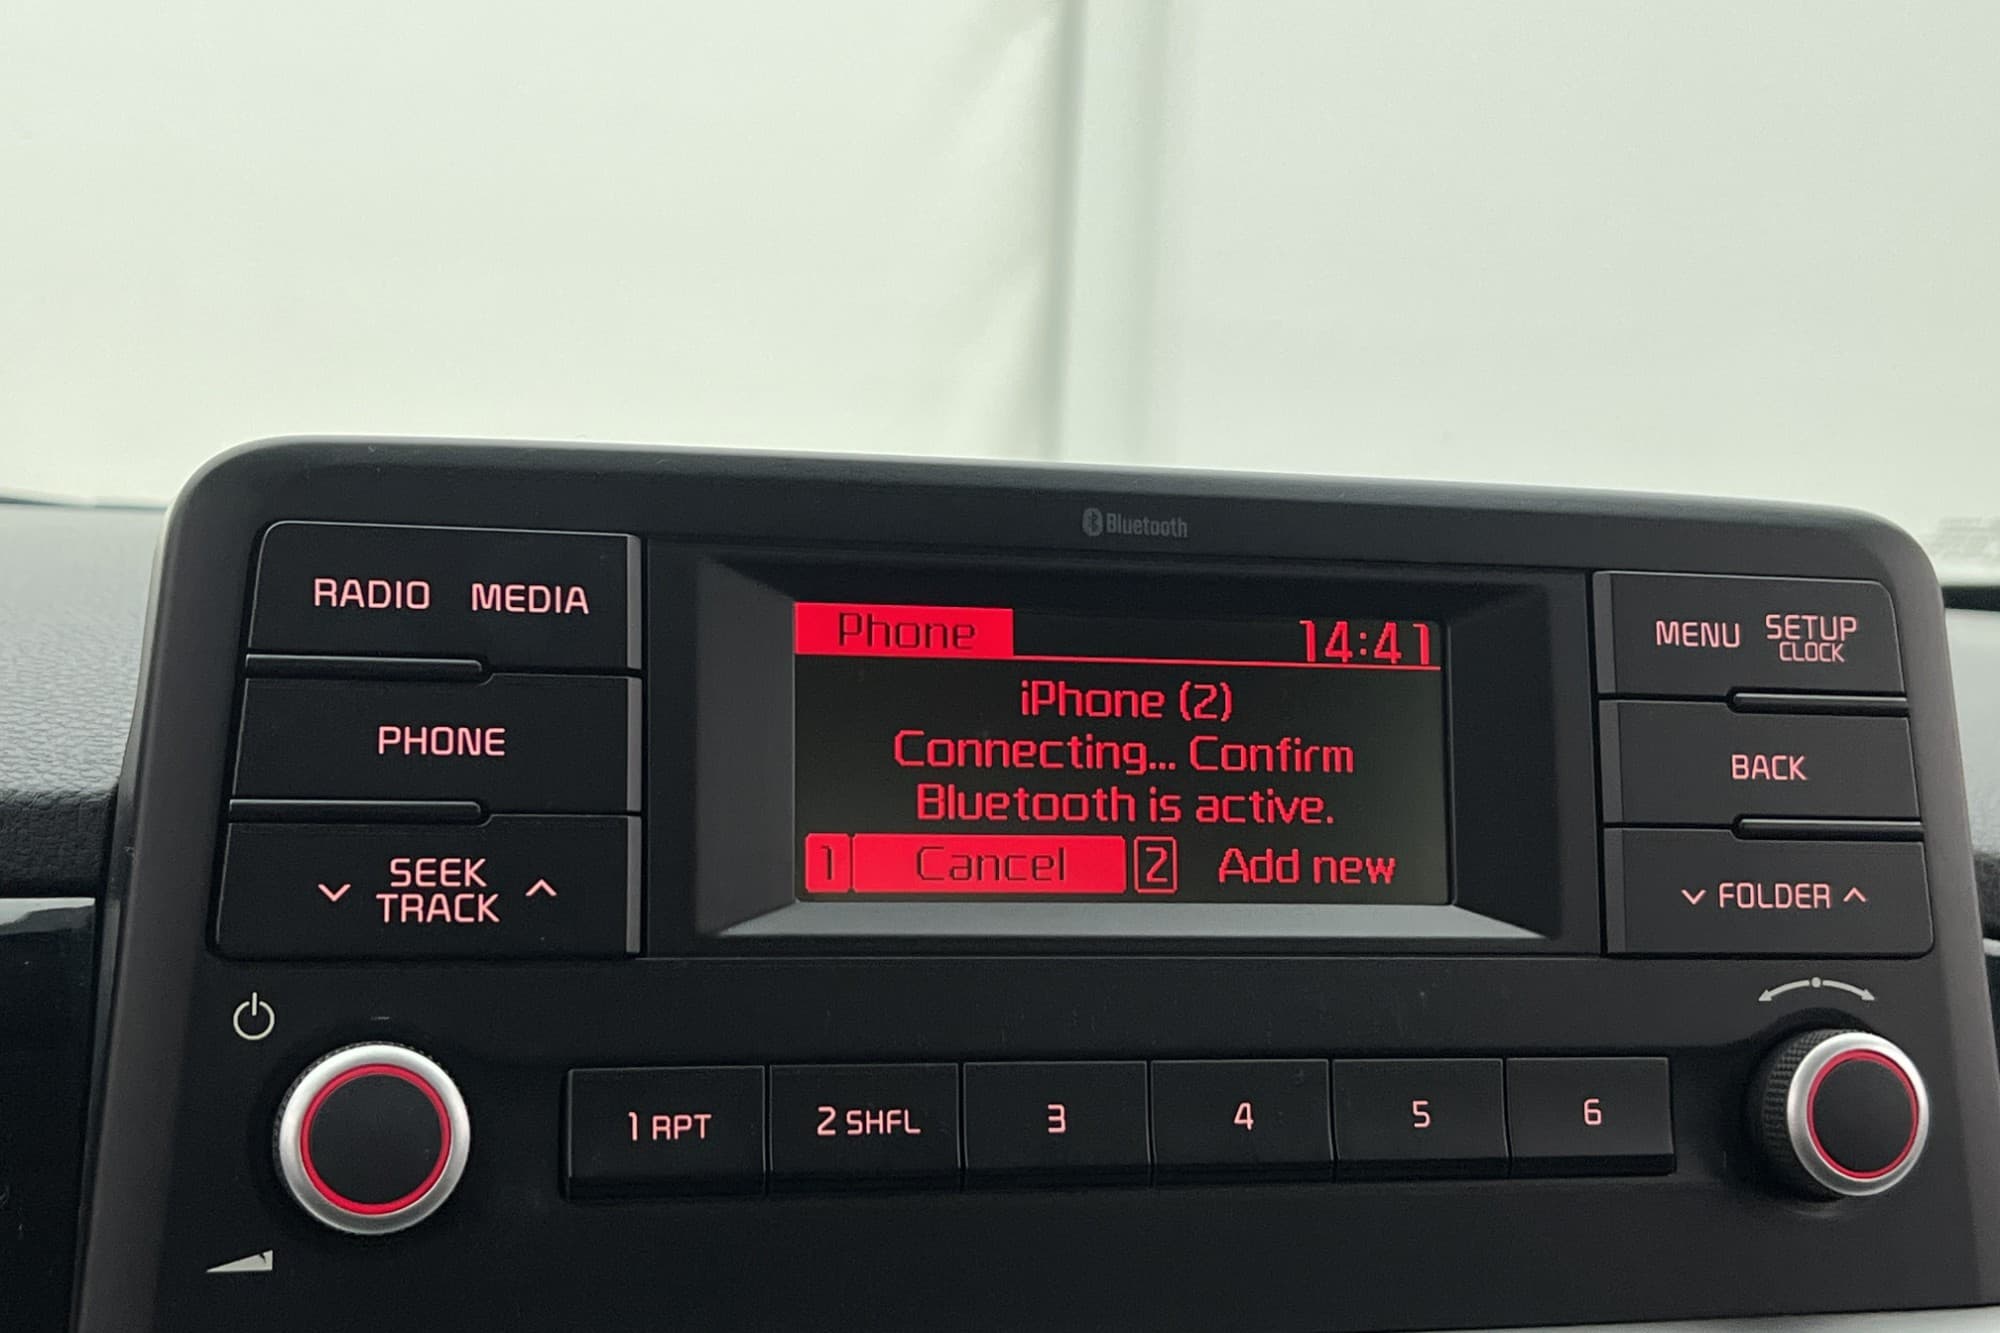 Bluetooth
RADIO MEDIA
PHONE
SEEK
TRACK
Phone 14:41
iPhone (2)
Connecting... Confirm
Bluetooth is active.
1 Cancel 2 Add new
MENU SETUP
CLOCK
BACK
FOLDER
1 RPT 2 SHFL 3 4 5 6